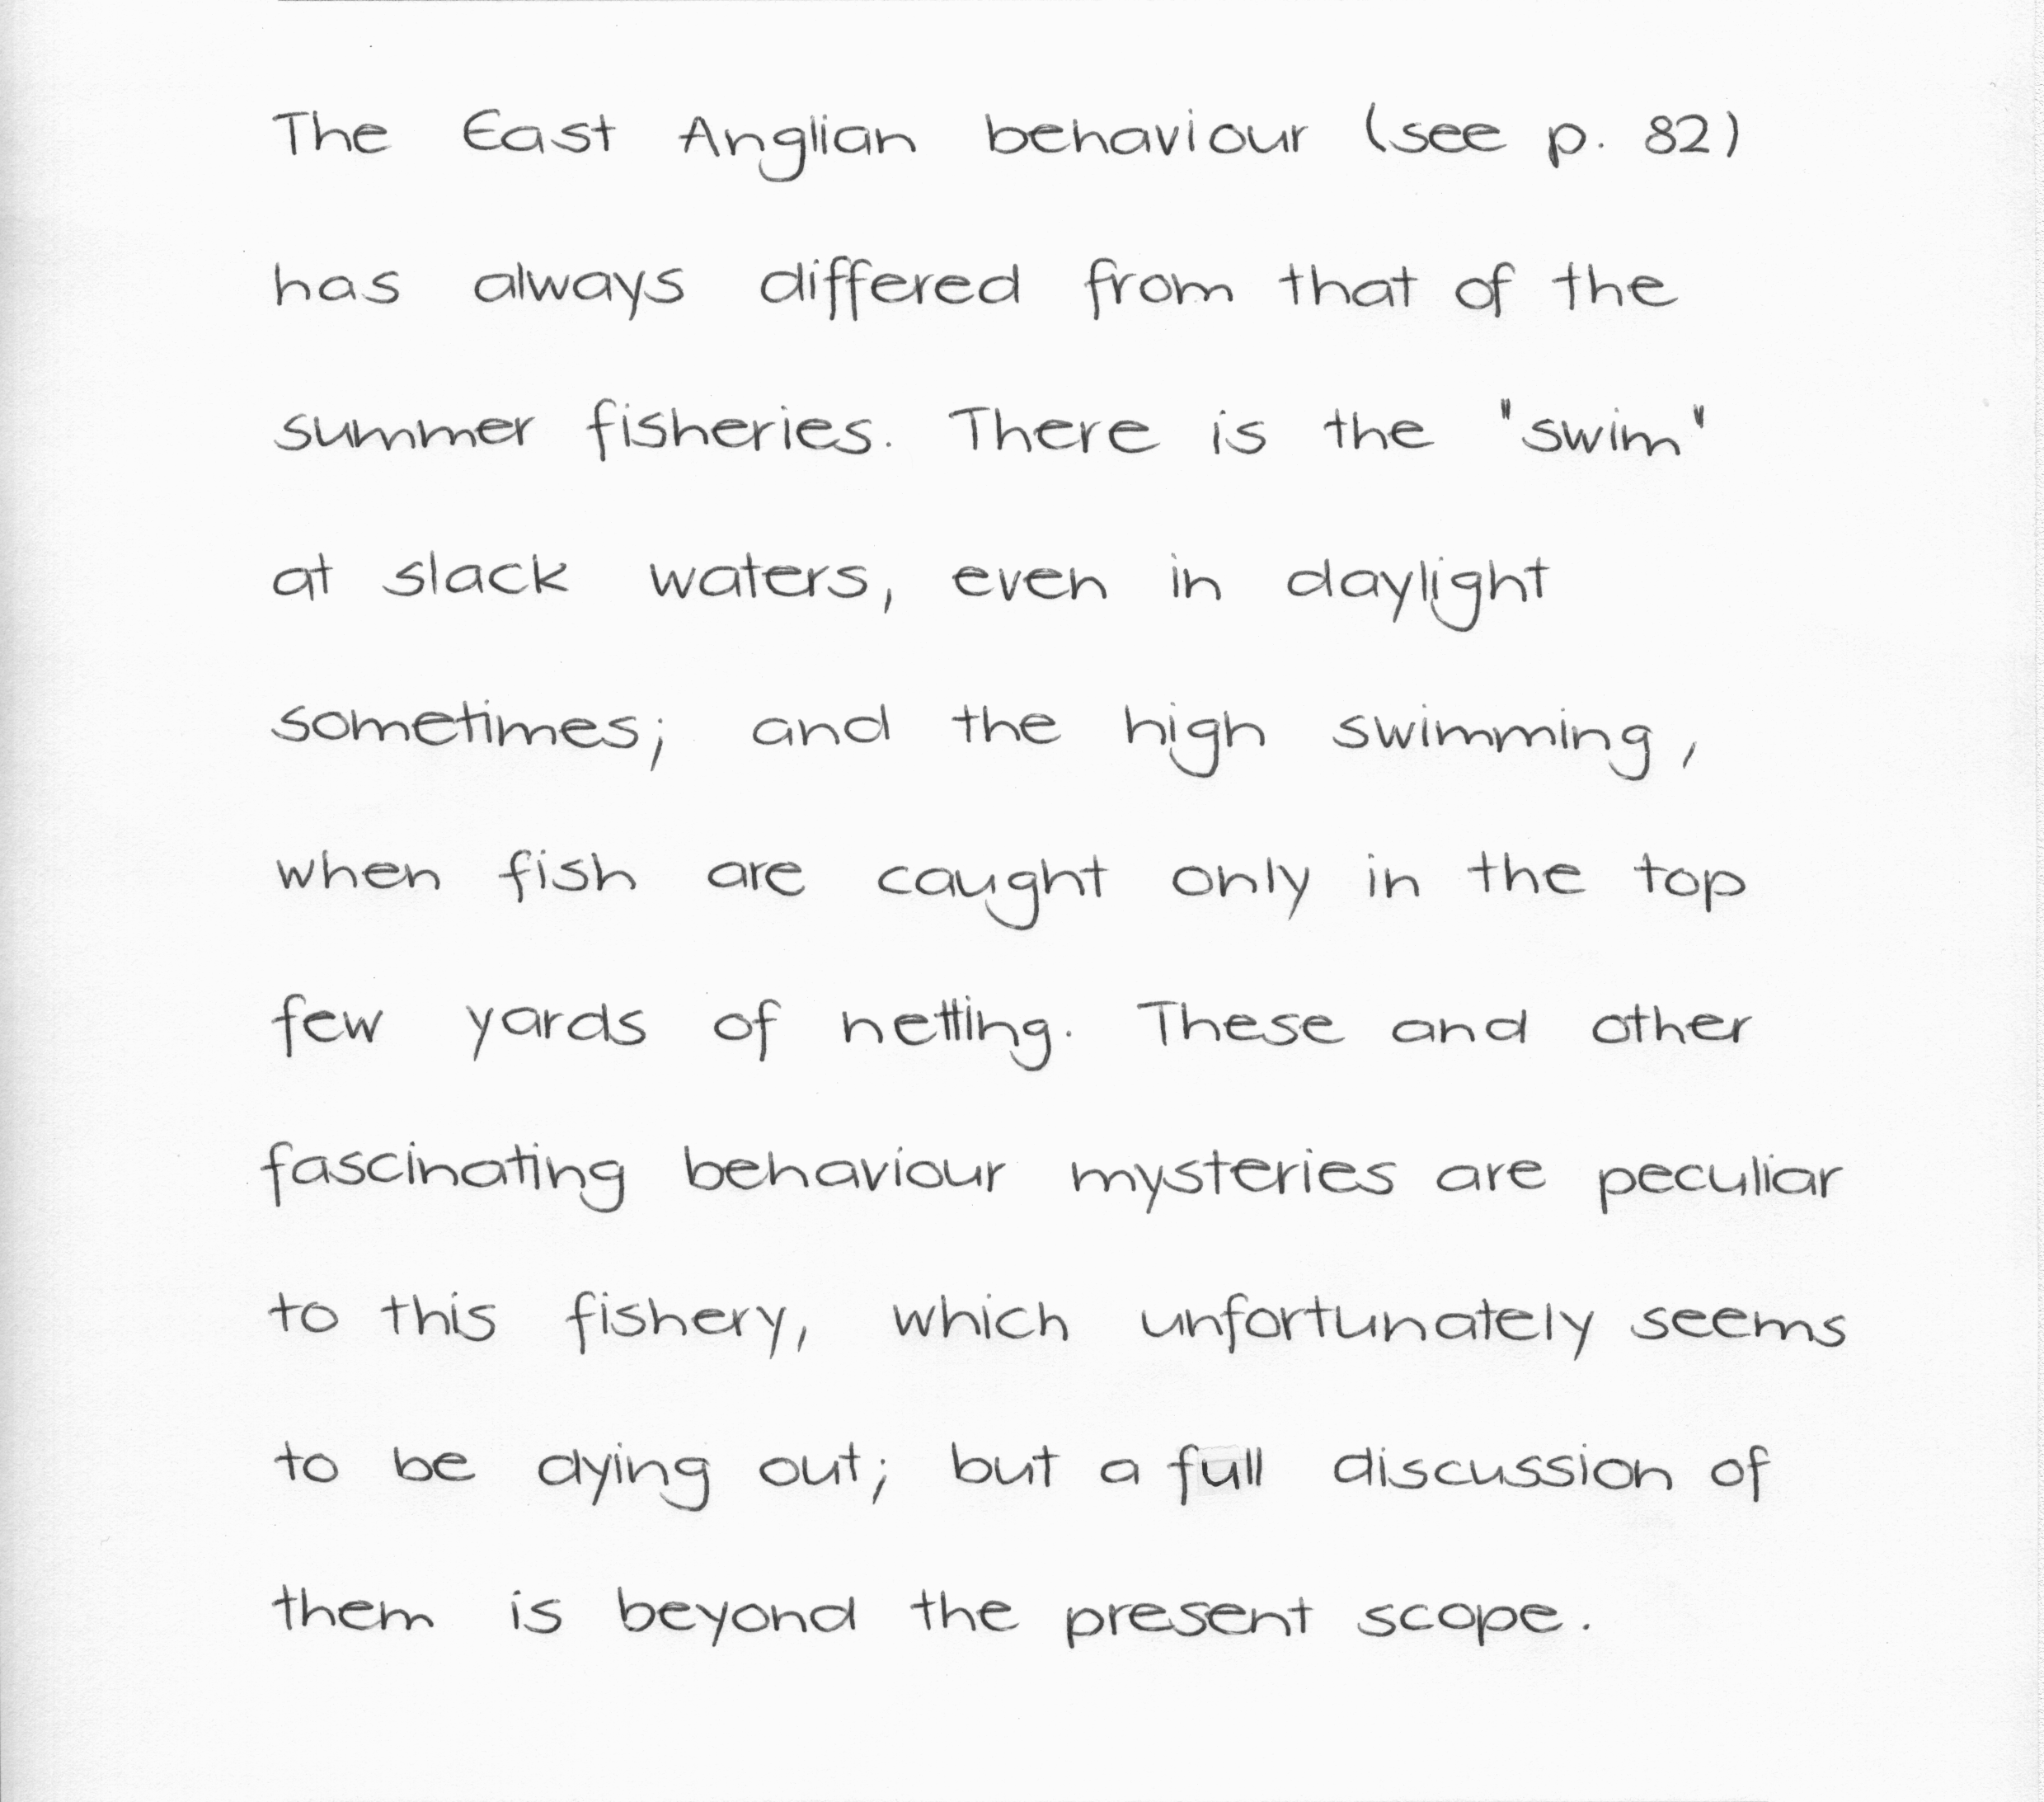 The East Anglian behaviour (see p. 82)
has always differed from that of the
summer fisheries. There is the "swim"
at slack waters, even in daylight
sometimes; and the high swimming,
when fish are caught only in the top
few yards of netting. These and other
fascinating behaviour mysteries are peculiar
to this fishery, which unfortunately seems
to be dying out; but a full discussion of
them is beyond the present scope.